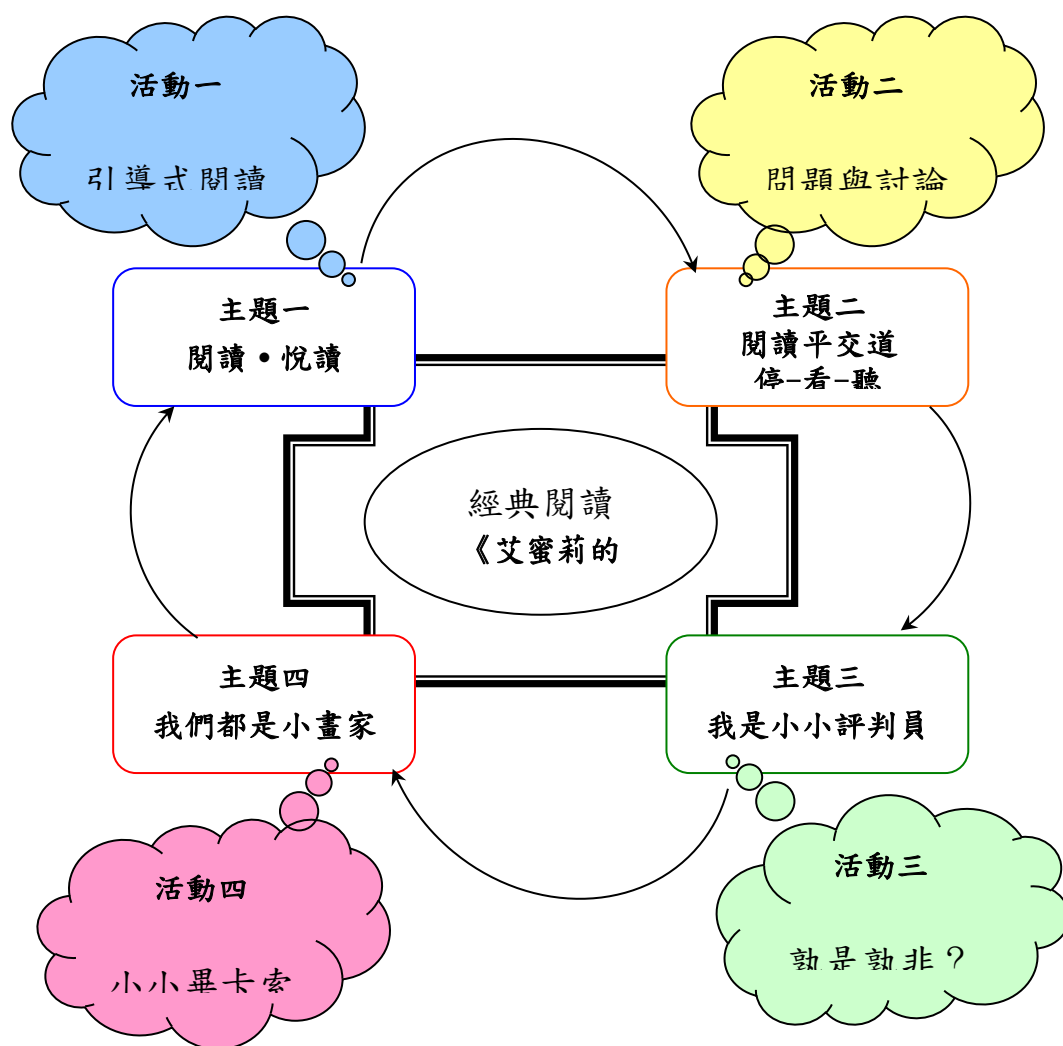 活動一
引導式閱讀
活動二
問題與討論
主題一
閱讀•悅讀
主題二
閱讀平交道
停-看-聽
經典閱讀
《艾蜜莉的
主題四
我們都是小畫家
主題三
我是小小評判員
活動四
小小畢卡索
活動三
孰是孰非？